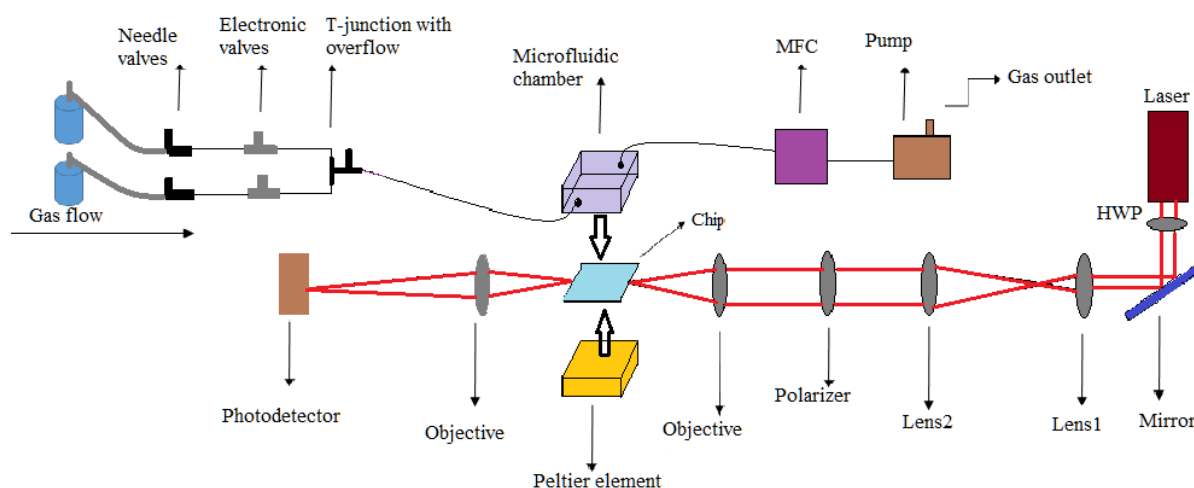 Needle
valves
Electronic
valves
T-junction with
overflow
Microfluidic
chamber
MFC
Pump
Gas outlet
Laser
HWP
Gas flow
Chip
Photodetector
Objective
Peltier element
Objective
Polarizer
Lens2
Lens1
Mirror